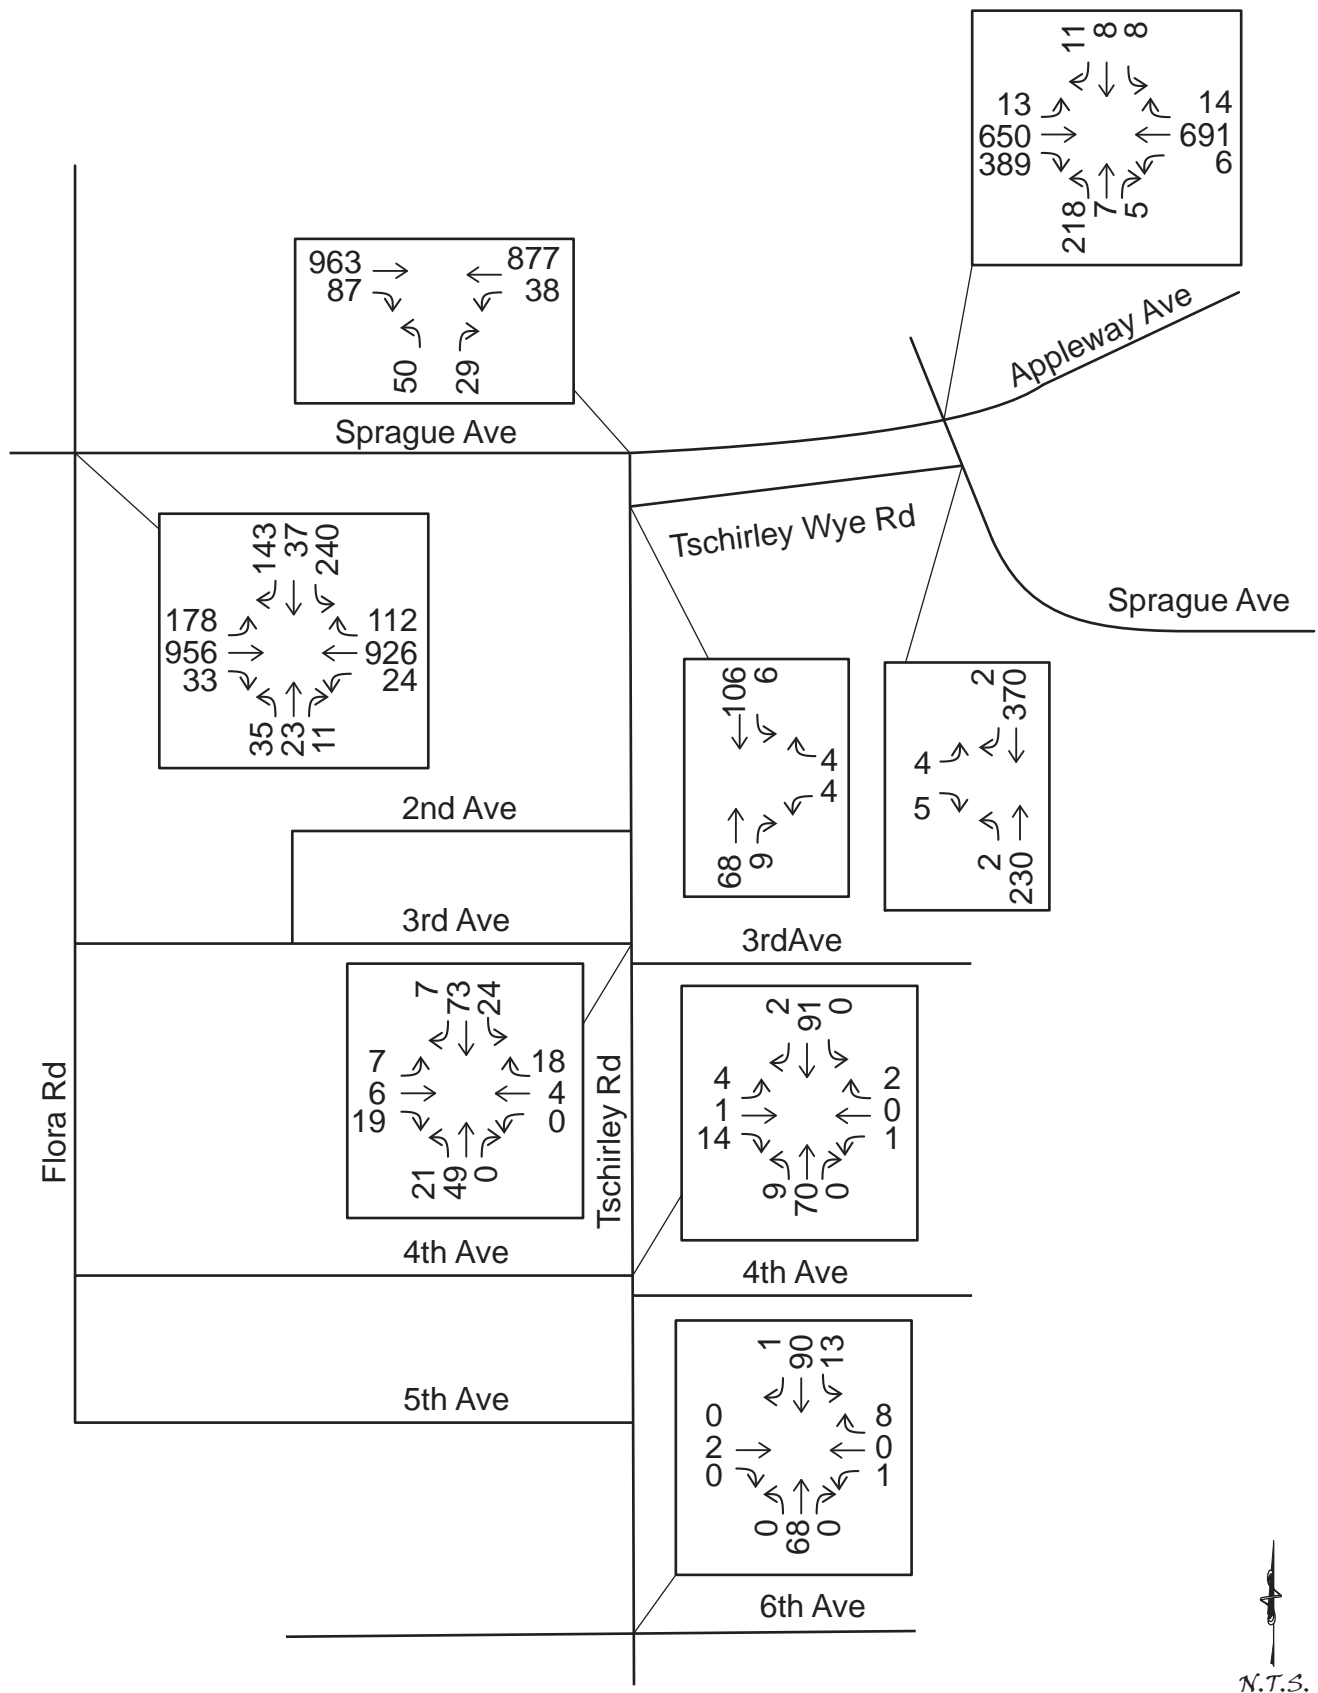 11 8 8
13
650
389
14
691
6
218 7 5
963
87
877
38
50 29
Sprague Ave
Appleway Ave
Tschirley Wye Rd
Sprague Ave
143 37 240
178
956
33
112
926
24
35 23 11
106 6
4
4
68 9
2 370
4
5
2 230
2nd Ave
3rd Ave
3rdAve
7 73 24
7
6
19
18
4
0
21 49 0
Flora Rd
Tschirley Rd
2 91 0
4
1
14
2
0
1
9 70 0
4th Ave
4th Ave
1 90 13
0
2
0
8
0
1
0 68 0
5th Ave
6th Ave
N.T.S.